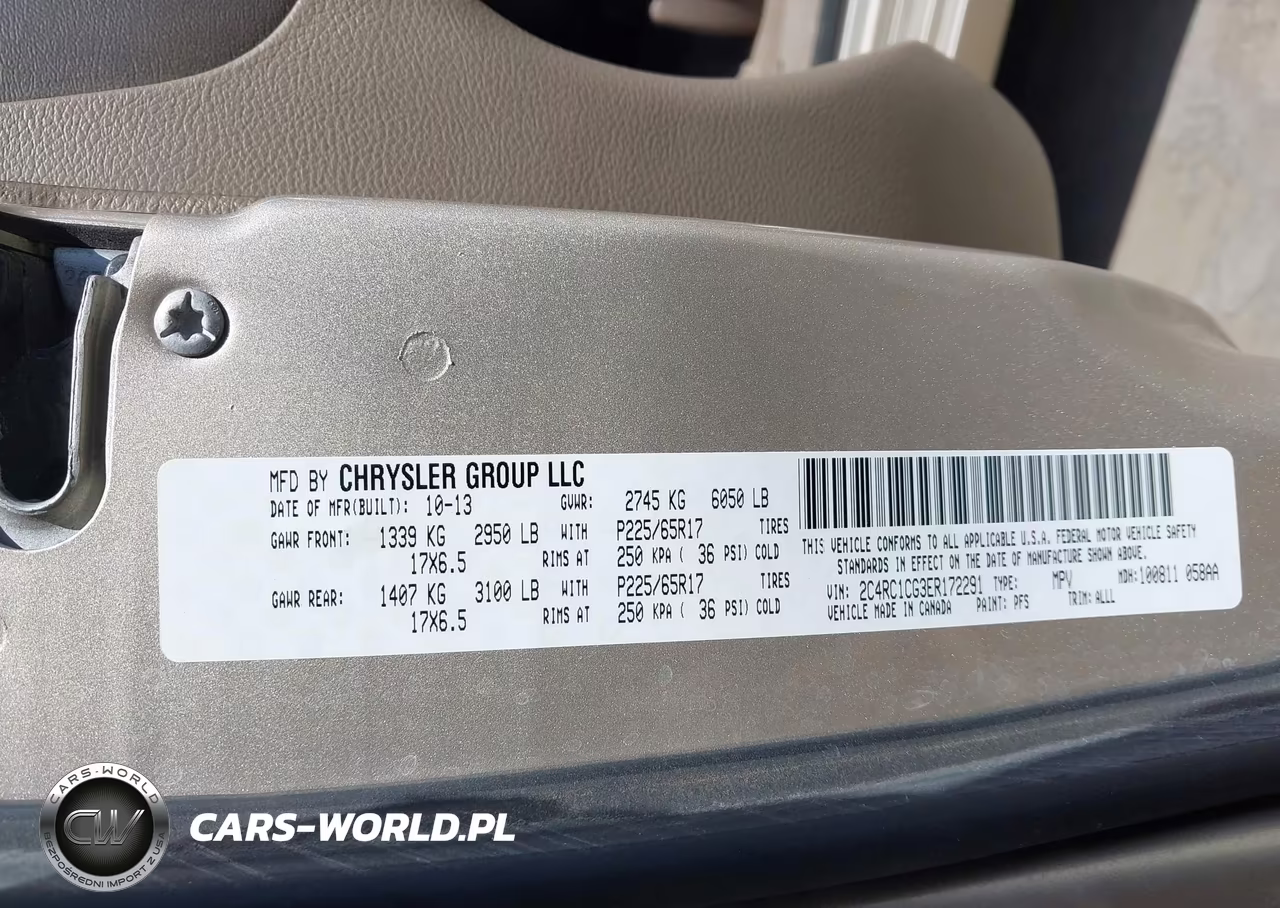 MFD BY CHRYSLER GROUP LLC
DATE OF MFR(BUILT): 10-13 GVWR: 2745 KG 6050 LB
GAWR FRONT: 1339 KG 2950 LB WITH P225/65R17 TIRES
17X6.5 RIMS AT 250 KPA ( 36 PSI) COLD
GAWR REAR: 1407 KG 3100 LB WITH P225/65R17 TIRES
17X6.5 RIMS AT 250 KPA ( 36 PSI) COLD
THIS VEHICLE CONFORMS TO ALL APPLICABLE U.S.A. FEDERAL MOTOR VEHICLE SAFETY
STANDARDS IN EFFECT ON THE DATE OF MANUFACTURE SHOWN ABOVE.
VIN: 2C4RC1CG3ER172291 TYPE: MPV MDH:100811 058AA
VEHICLE MADE IN CANADA PAINT: PFS TRIM: ALLL
CARS-WORLD
CW
BEZPOŚREDNI IMPORT Z USA
CARS-WORLD.PL